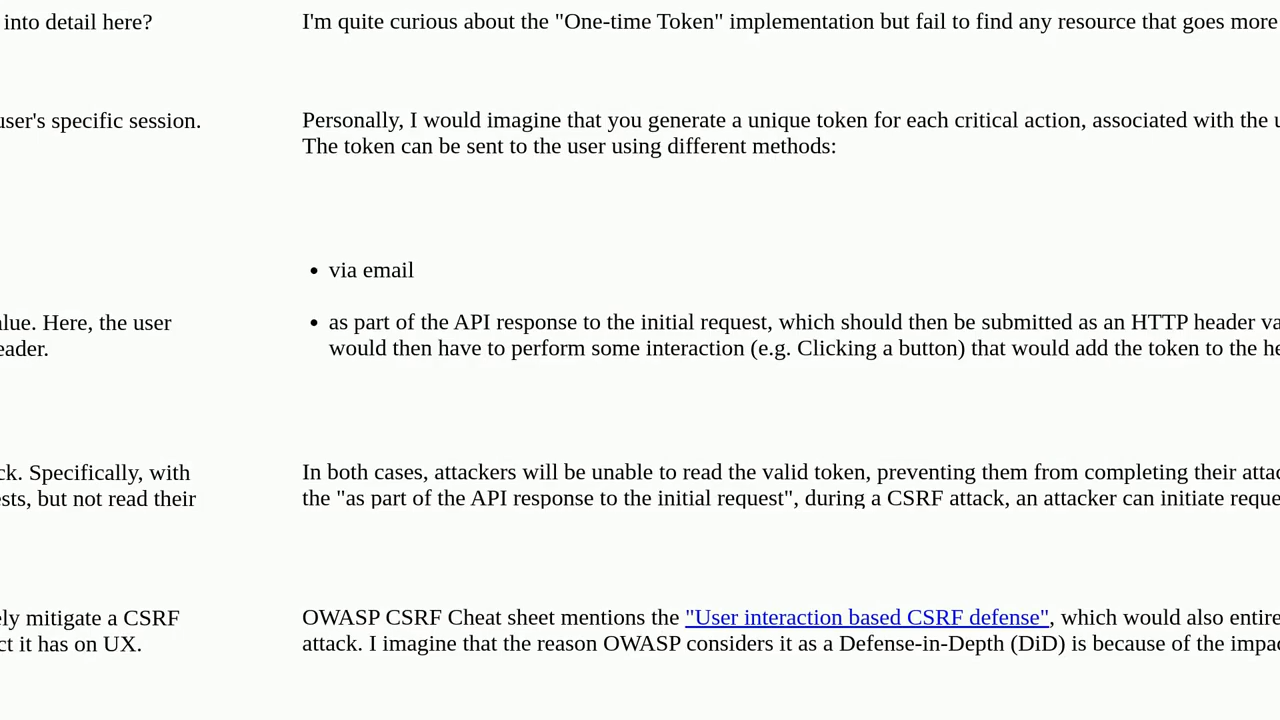 into detail here?
user's specific session.
alue. Here, the user
eader.
ck. Specifically, with
ests, but not read their
ely mitigate a CSRF
ct it has on UX.
I'm quite curious about the "One-time Token" implementation but fail to find any resource that goes more
Personally, I would imagine that you generate a unique token for each critical action, associated with the u
The token can be sent to the user using different methods:
• via email
• as part of the API response to the initial request, which should then be submitted as an HTTP header va
would then have to perform some interaction (e.g. Clicking a button) that would add the token to the he
In both cases, attackers will be unable to read the valid token, preventing them from completing their attac
the "as part of the API response to the initial request", during a CSRF attack, an attacker can initiate reque
OWASP CSRF Cheat sheet mentions the "User interaction based CSRF defense", which would also entire
attack. I imagine that the reason OWASP considers it as a Defense-in-Depth (DiD) is because of the impac